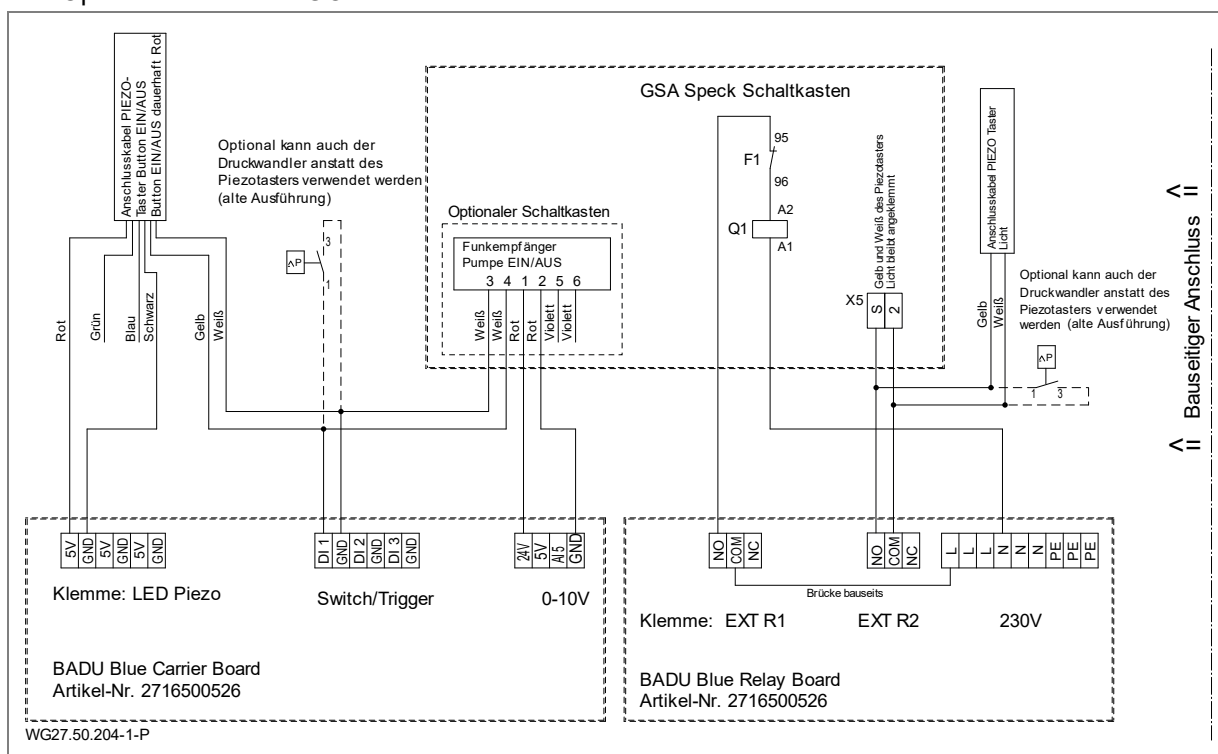 Anschlusskabel PIEZO-
Taster Button EIN/AUS
Button EIN/AUS dauerhaft Rot
Rot
Grün
Blau
Schwarz
Gelb
Weiß
Optional kann auch der
Druckwandler anstatt des
Piezotasters verwendet werden
(alte Ausführung)
^P
3
1
GSA Speck Schaltkasten
Optionaler Schaltkasten
Funkempfänger
Pumpe EIN/AUS
3 4 1 2 5 6
Weiß
Weiß
Rot
Rot
Violett
Violett
95
F1
96
A2
Q1
A1
Gelb und Weiß des Piezotasters
Licht bleibt angeklemmt
X5
S
2
Anschlusskabel PIEZO Taster
Licht
Gelb
Weiß
Optional kann auch der
Druckwandler anstatt des
Piezotasters verwendet
werden (alte Ausführung)
^P
1 3
<= Bauseitiger Anschluss <=
5V
GND
5V
GND
5V
GND
DI 1
GND
DI 2
GND
DI 3
GND
24V
5V
AI 5
GND
Klemme: LED Piezo
Switch/Trigger
0-10V
BADU Blue Carrier Board
Artikel-Nr. 2716500526
NO
COM
NC
NO
COM
NC
L
L
L
N
N
N
PE
PE
PE
Brücke bauseits
Klemme: EXT R1
EXT R2
230V
BADU Blue Relay Board
Artikel-Nr. 2716500526
WG27.50.204-1-P